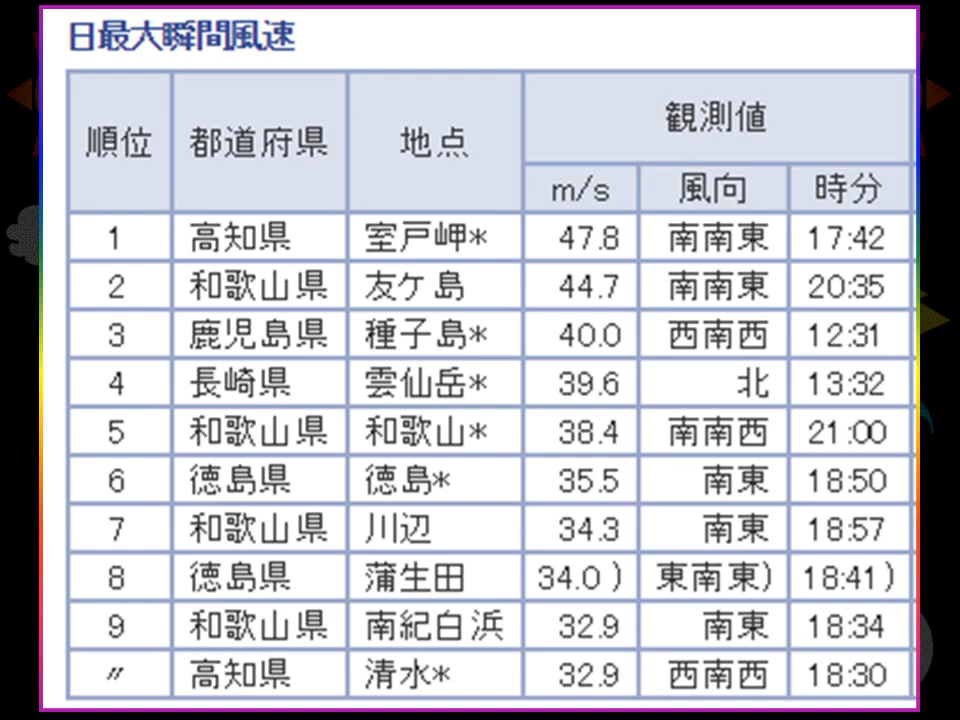 日最大瞬間風速
順位 都道府県 地点 観測値
m/s 風向 時分
1 高知県 室戸岬* 47.8 南南東 17:42
2 和歌山県 友ケ島 44.7 南南東 20:35
3 鹿児島県 種子島* 40.0 西南西 12:31
4 長崎県 雲仙岳* 39.6 北 13:32
5 和歌山県 和歌山* 38.4 南南西 21:00
6 徳島県 徳島* 35.5 南東 18:50
7 和歌山県 川辺 34.3 南東 18:57
8 徳島県 蒲生田 34.0 ) 東南東) 18:41 )
9 和歌山県 南紀白浜 32.9 南東 18:34
〃 高知県 清水* 32.9 西南西 18:30